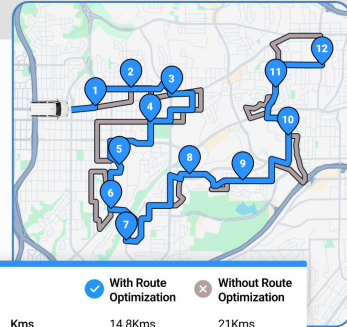 12
2
11
3
1
4
10
5
8
9
6
7
With Route Optimization
Without Route Optimization
Kms
14.8Kms
21Kms